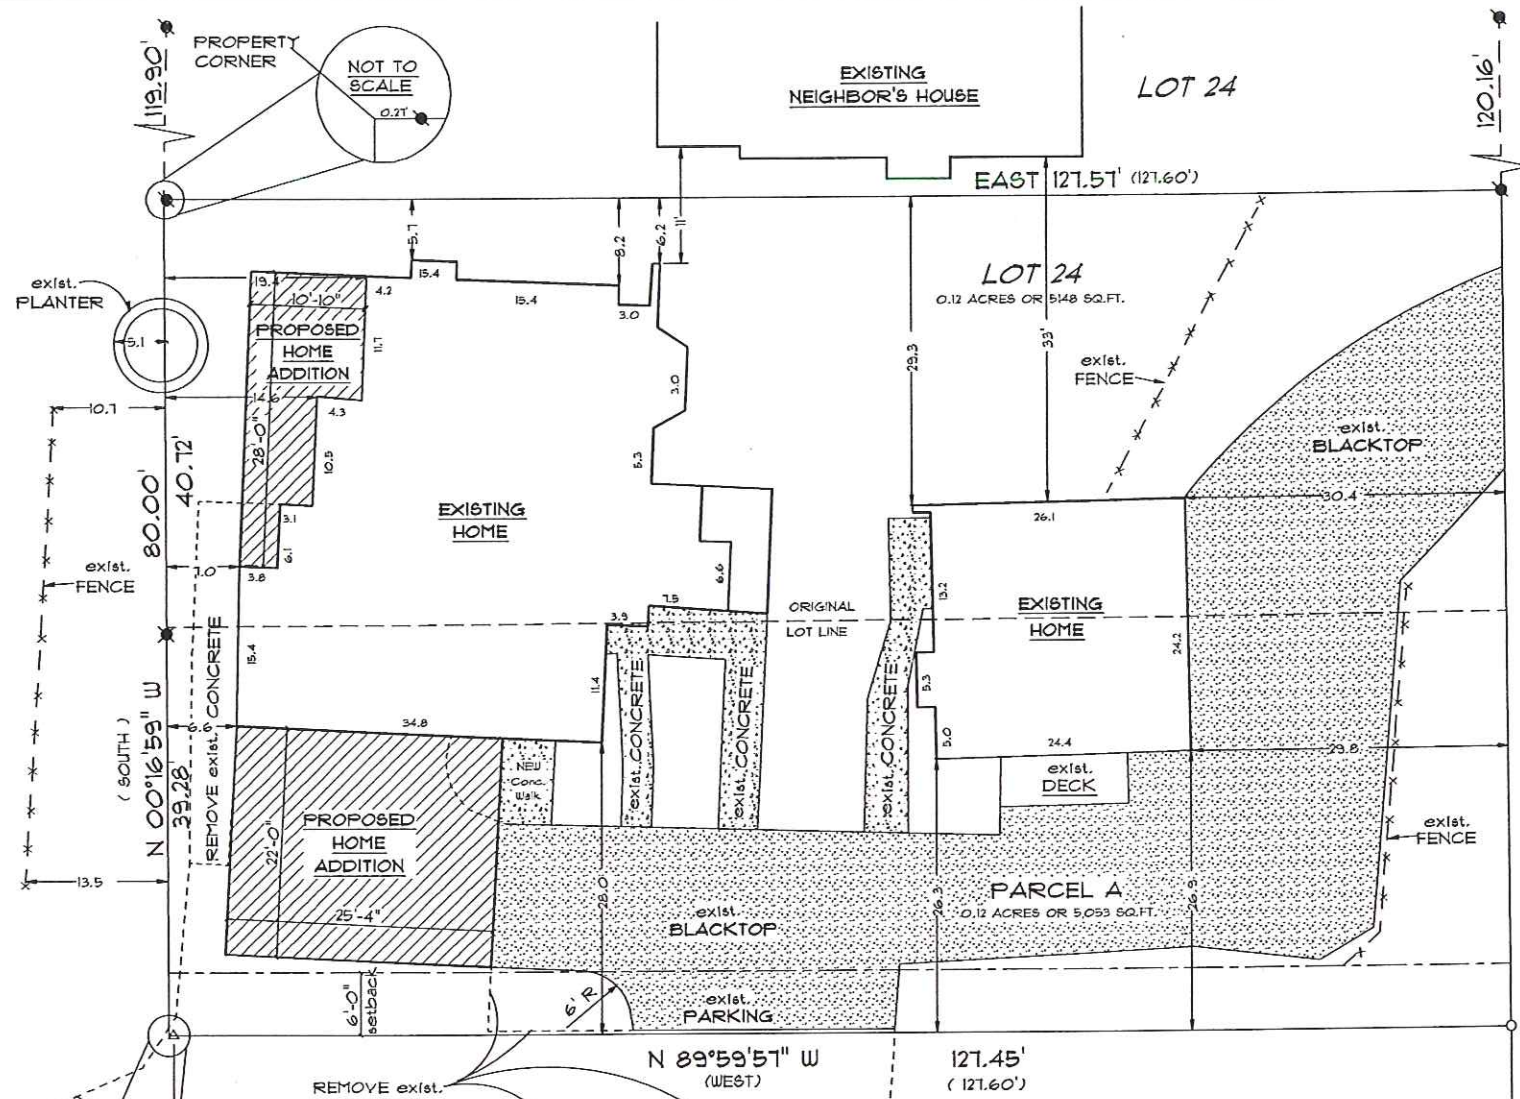 119.90'
PROPERTY
CORNER
NOT TO
SCALE
0.27'
EXISTING
NEIGHBOR'S HOUSE
LOT 24
120.16'
EAST 127.57' (127.60')
5.7
8.2
6.2
11'
29.3
33'
exist.
PLANTER
5.1
19.4
10'-10"
4.2
15.4
15.4
3.0
LOT 24
0.12 ACRES OR 5148 SQ.FT.
PROPOSED
HOME
ADDITION
11.7
3.0
exist.
FENCE
14.6
4.3
10.7
28'-0"
10.5
5.3
exist.
BLACKTOP
80.00'
40.72'
EXISTING
HOME
30.4
26.1
3.1
6.1
exist.
FENCE
7.0
3.8
6.6
7.5
3.9
13.2
ORIGINAL
LOT LINE
EXISTING
HOME
24.2
15.4
11.4
5.3
5.0
N 00°16'59" W
(SOUTH)
39.28'
REMOVE exist. CONCRETE
6.6
34.8
exist. CONCRETE
exist. CONCRETE
exist. CONCRETE
24.4
29.8
NEW
Conc.
Walk
exist.
DECK
PROPOSED
HOME
ADDITION
22'-0"
exist.
FENCE
13.5
25'-4"
28.0
exist.
BLACKTOP
PARCEL A
0.12 ACRES OR 5,053 SQ.FT.
26.3
26.9
6'-0"
setback
6' R
exist.
PARKING
N 89°59'57" W
(WEST)
127.45'
(127.60')
REMOVE exist.